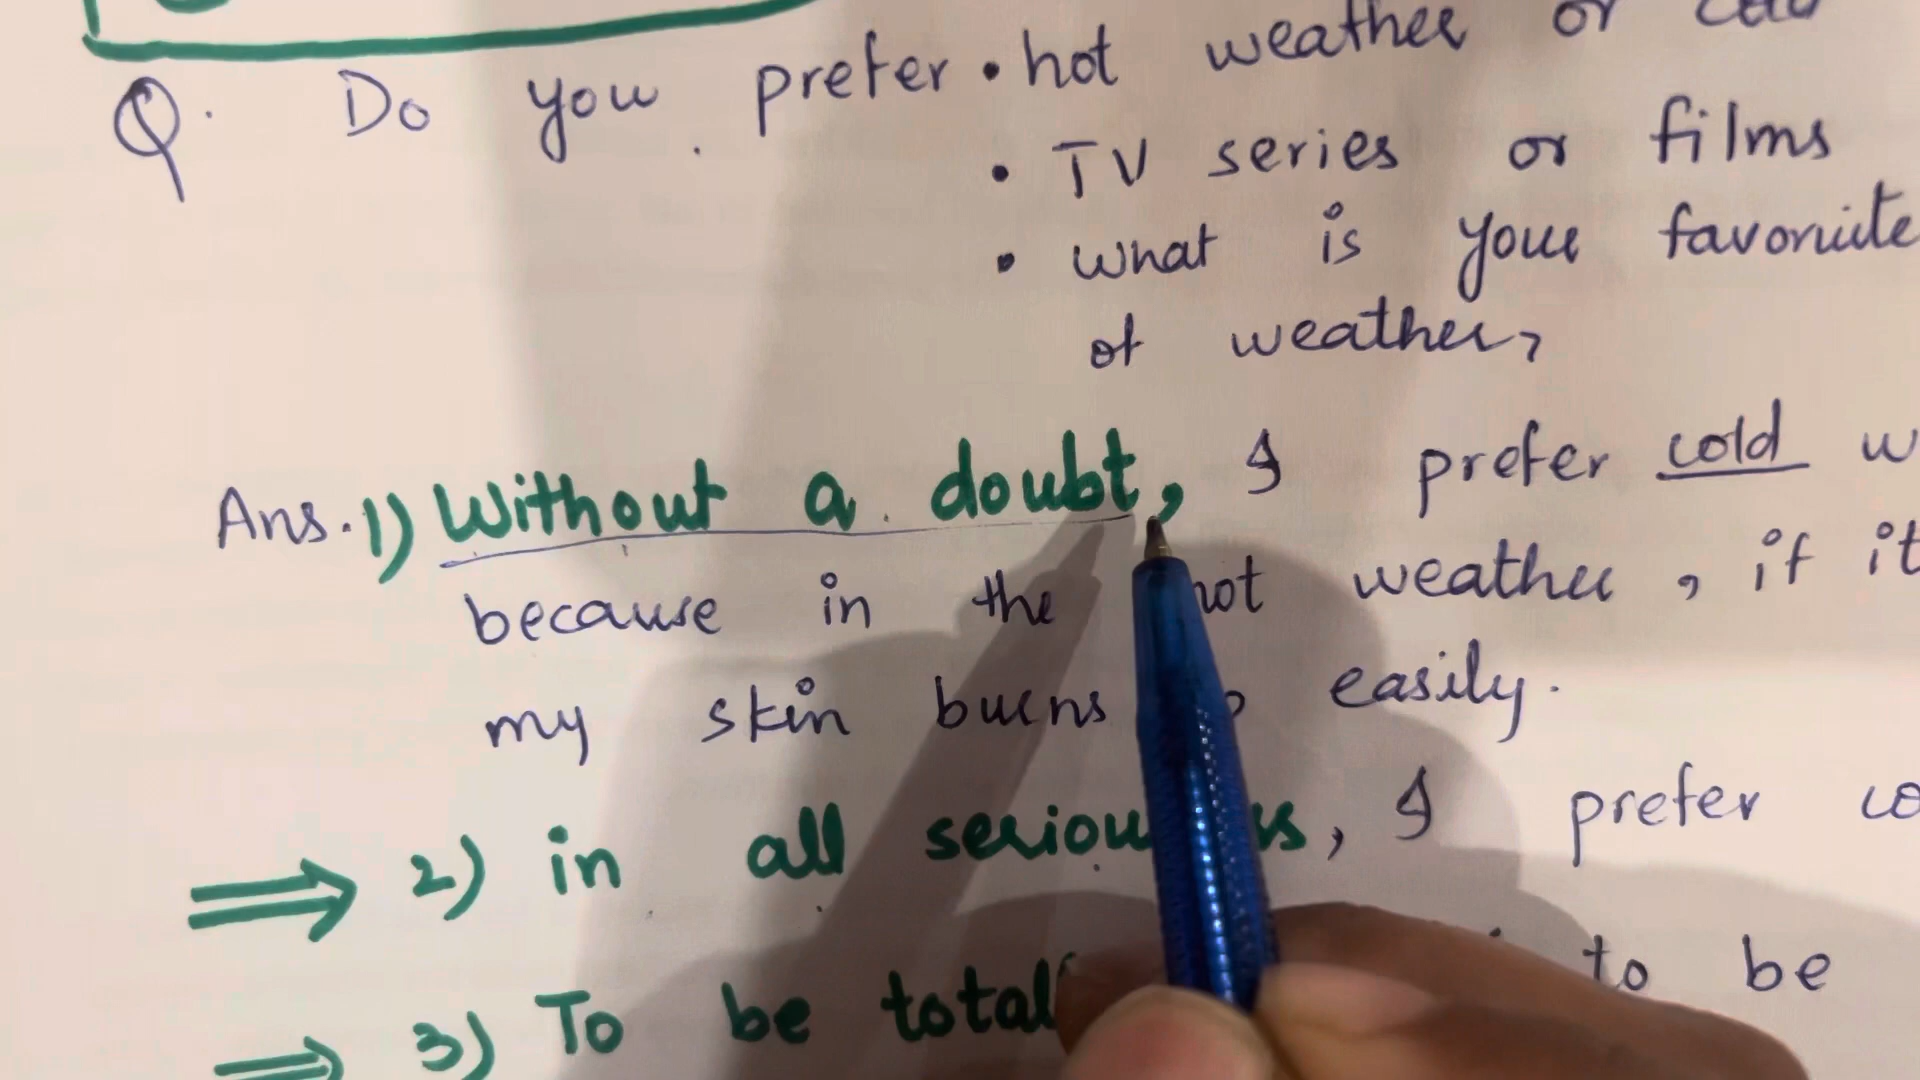 Q. Do you prefer • hot weather or
• TV series or films
• what is your favoruite
of weather,
Ans. 1) Without a doubt, I prefer cold w
because in the hot weather, if it
my skin burns easily.
⇒ 2) in all serious, I prefer co
to be
⇒ 3) To be total